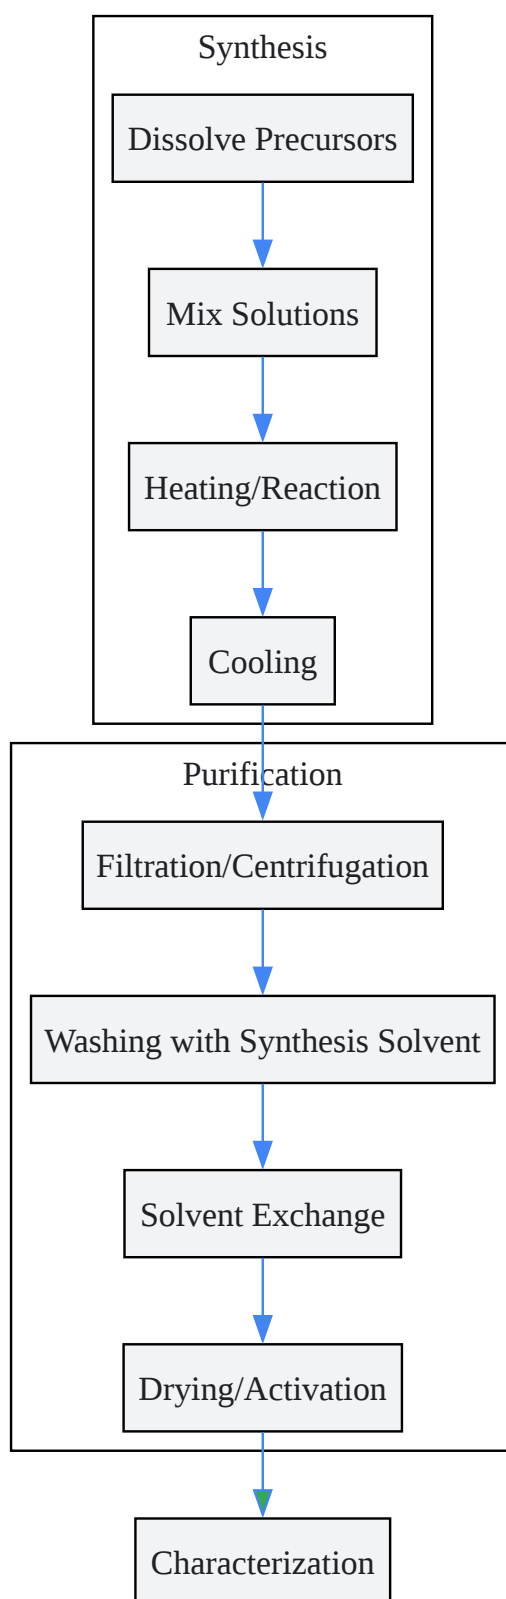 Synthesis
Dissolve Precursors
Mix Solutions
Heating/Reaction
Cooling
Purification
Filtration/Centrifugation
Washing with Synthesis Solvent
Solvent Exchange
Drying/Activation
Characterization